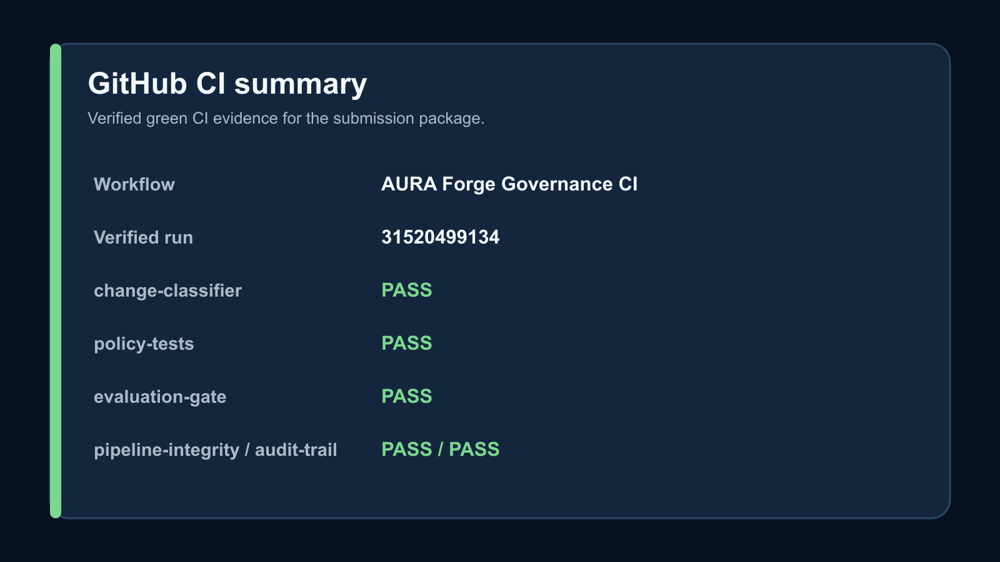 GitHub CI summary
Verified green CI evidence for the submission package.
Workflow AURA Forge Governance CI
Verified run 31520499134
change-classifier PASS
policy-tests PASS
evaluation-gate PASS
pipeline-integrity / audit-trail PASS / PASS